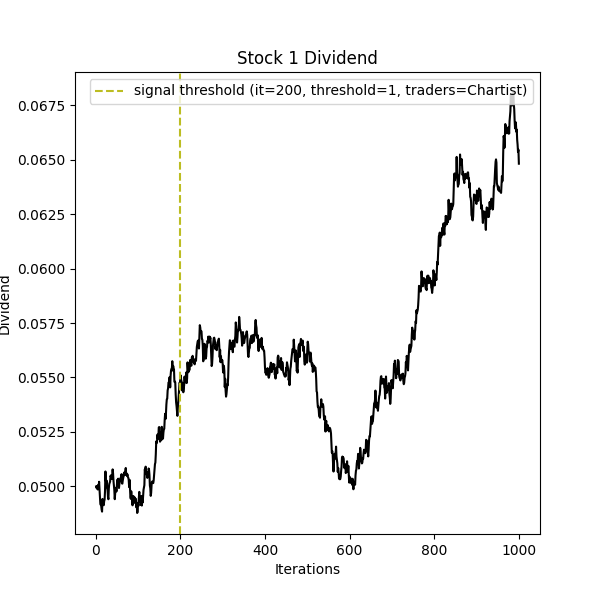 Stock 1 Dividend
signal threshold (it=200, threshold=1, traders=Chartist)
Dividend
0.0675
0.0650
0.0625
0.0600
0.0575
0.0550
0.0525
0.0500
0 200 400 600 800 1000
Iterations